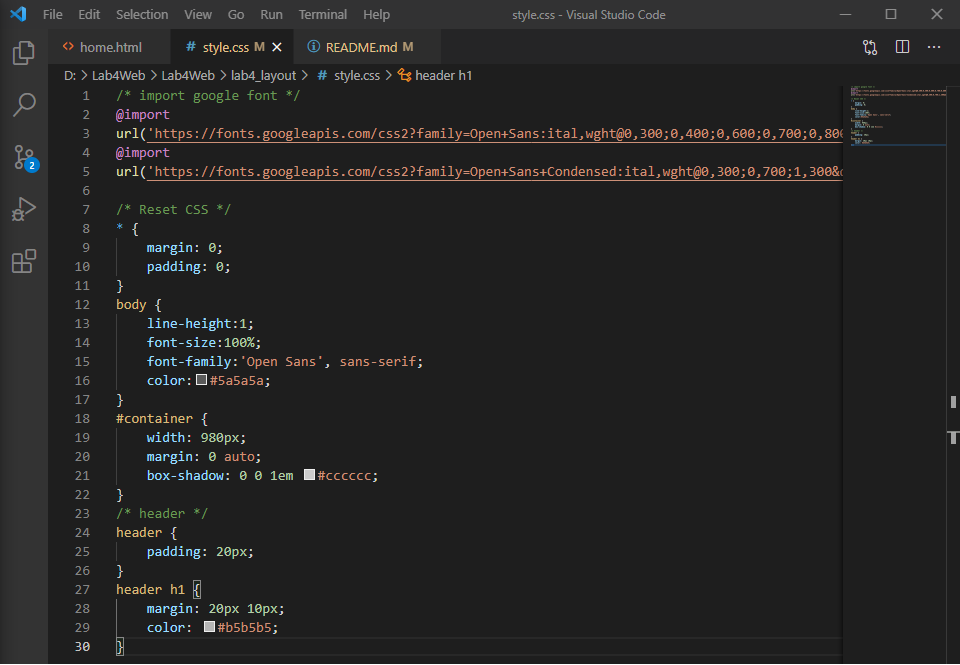 File Edit Selection View Go Run Terminal Help style.css - Visual Studio Code
home.html # style.css M README.md M
D: > Lab4Web > Lab4Web > lab4_layout > # style.css > header h1
1 /* import google font */
2 @import
3 url('https://fonts.googleapis.com/css2?family=Open+Sans:ital,wght@0,300;0,400;0,600;0,700;0,800
4 @import
5 url('https://fonts.googleapis.com/css2?family=Open+Sans+Condensed:ital,wght@0,300;0,700;1,300&
6
7 /* Reset CSS */
8 * {
9 margin: 0;
10 padding: 0;
11 }
12 body {
13 line-height:1;
14 font-size:100%;
15 font-family:'Open Sans', sans-serif;
16 color:#5a5a5a;
17 }
18 #container {
19 width: 980px;
20 margin: 0 auto;
21 box-shadow: 0 0 1em #cccccc;
22 }
23 /* header */
24 header {
25 padding: 20px;
26 }
27 header h1 {
28 margin: 20px 10px;
29 color: #b5b5b5;
30 }
2